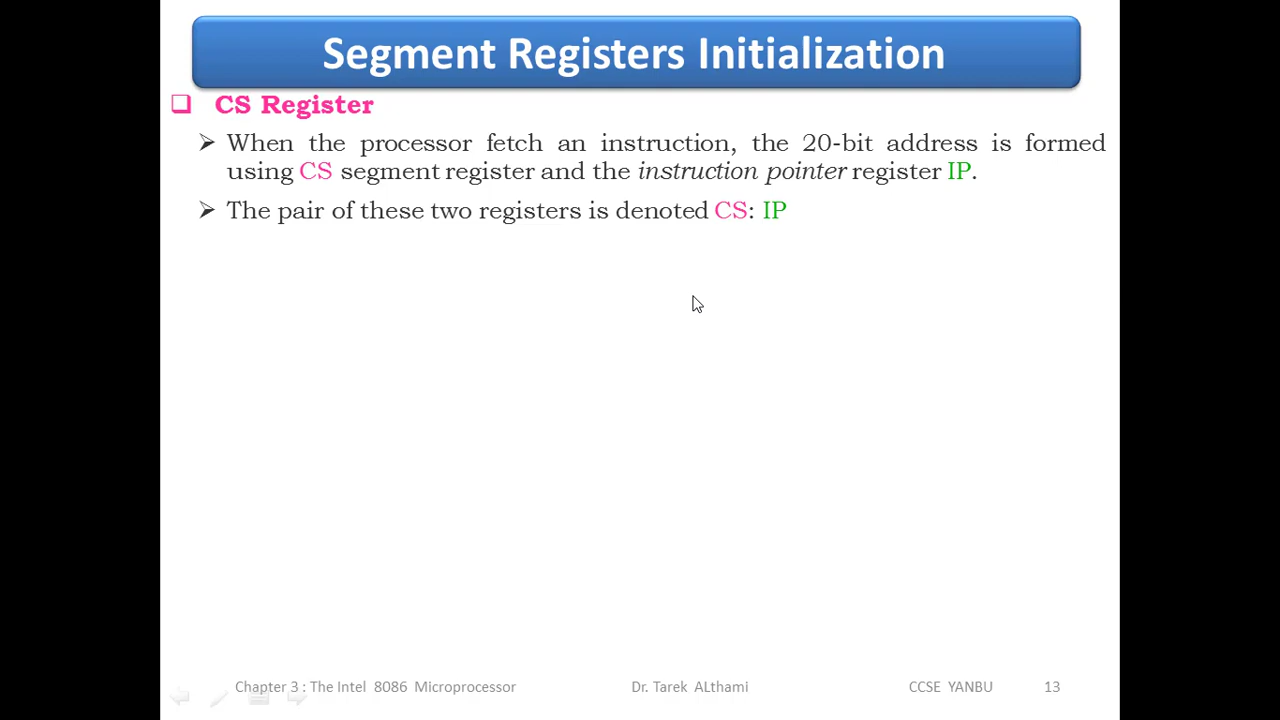 Segment Registers Initialization
CS Register
When the processor fetch an instruction, the 20-bit address is formed
using CS segment register and the instruction pointer register IP.
The pair of these two registers is denoted CS: IP
Chapter 3 : The Intel 8086 Microprocessor Dr. Tarek ALthami CCSE YANBU 13